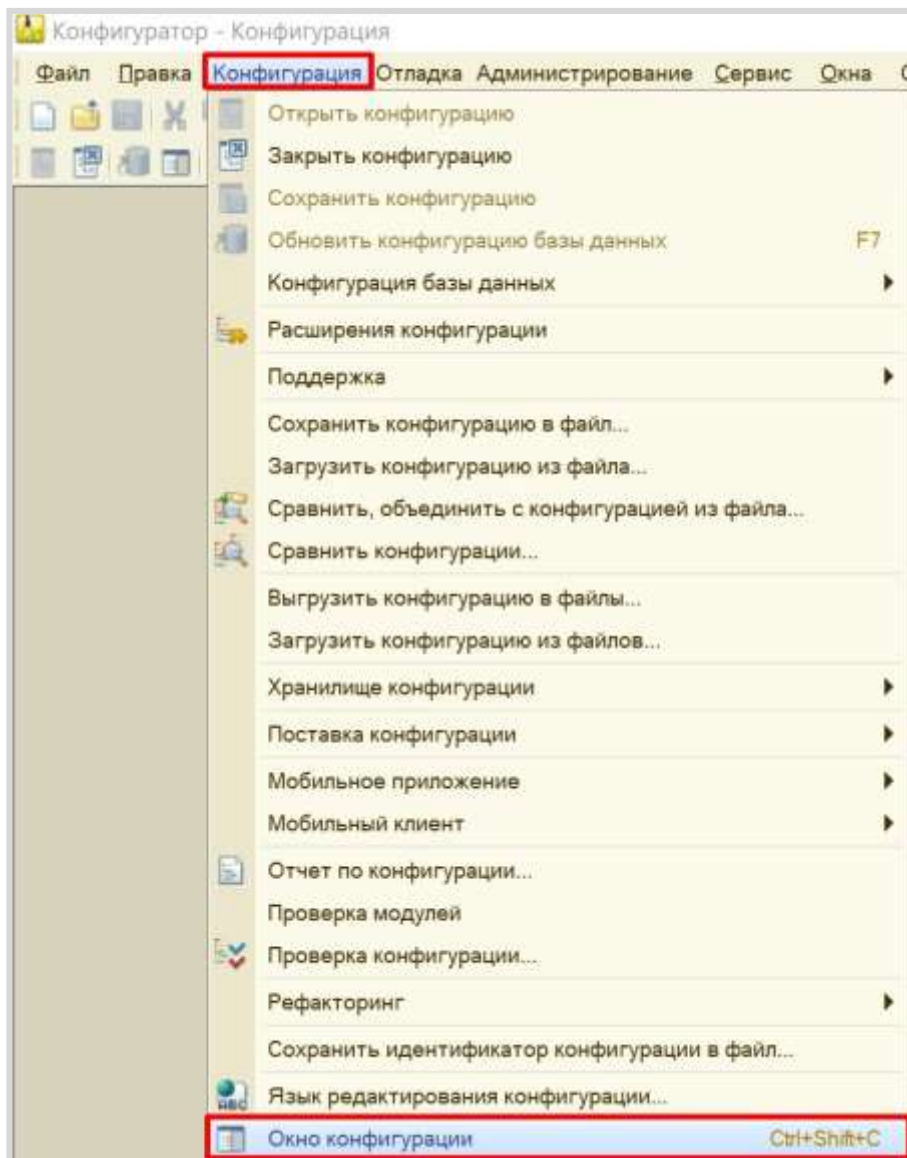 Конфигуратор - Конфигурация
Файл Правка Конфигурация Отладка Администрирование Сервис Окна
Открыть конфигурацию
Закрыть конфигурацию
Сохранить конфигурацию
Обновить конфигурацию базы данных F7
Конфигурация базы данных
Расширения конфигурации
Поддержка
Сохранить конфигурацию в файл...
Загрузить конфигурацию из файла...
Сравнить, объединить с конфигурацией из файла...
Сравнить конфигурации...
Выгрузить конфигурацию в файлы...
Загрузить конфигурацию из файлов...
Хранилище конфигурации
Поставка конфигурации
Мобильное приложение
Мобильный клиент
Отчет по конфигурации...
Проверка модулей
Проверка конфигурации...
Рефакторинг
Сохранить идентификатор конфигурации в файл...
Язык редактирования конфигурации...
Окно конфигурации Ctrl+Shift+C